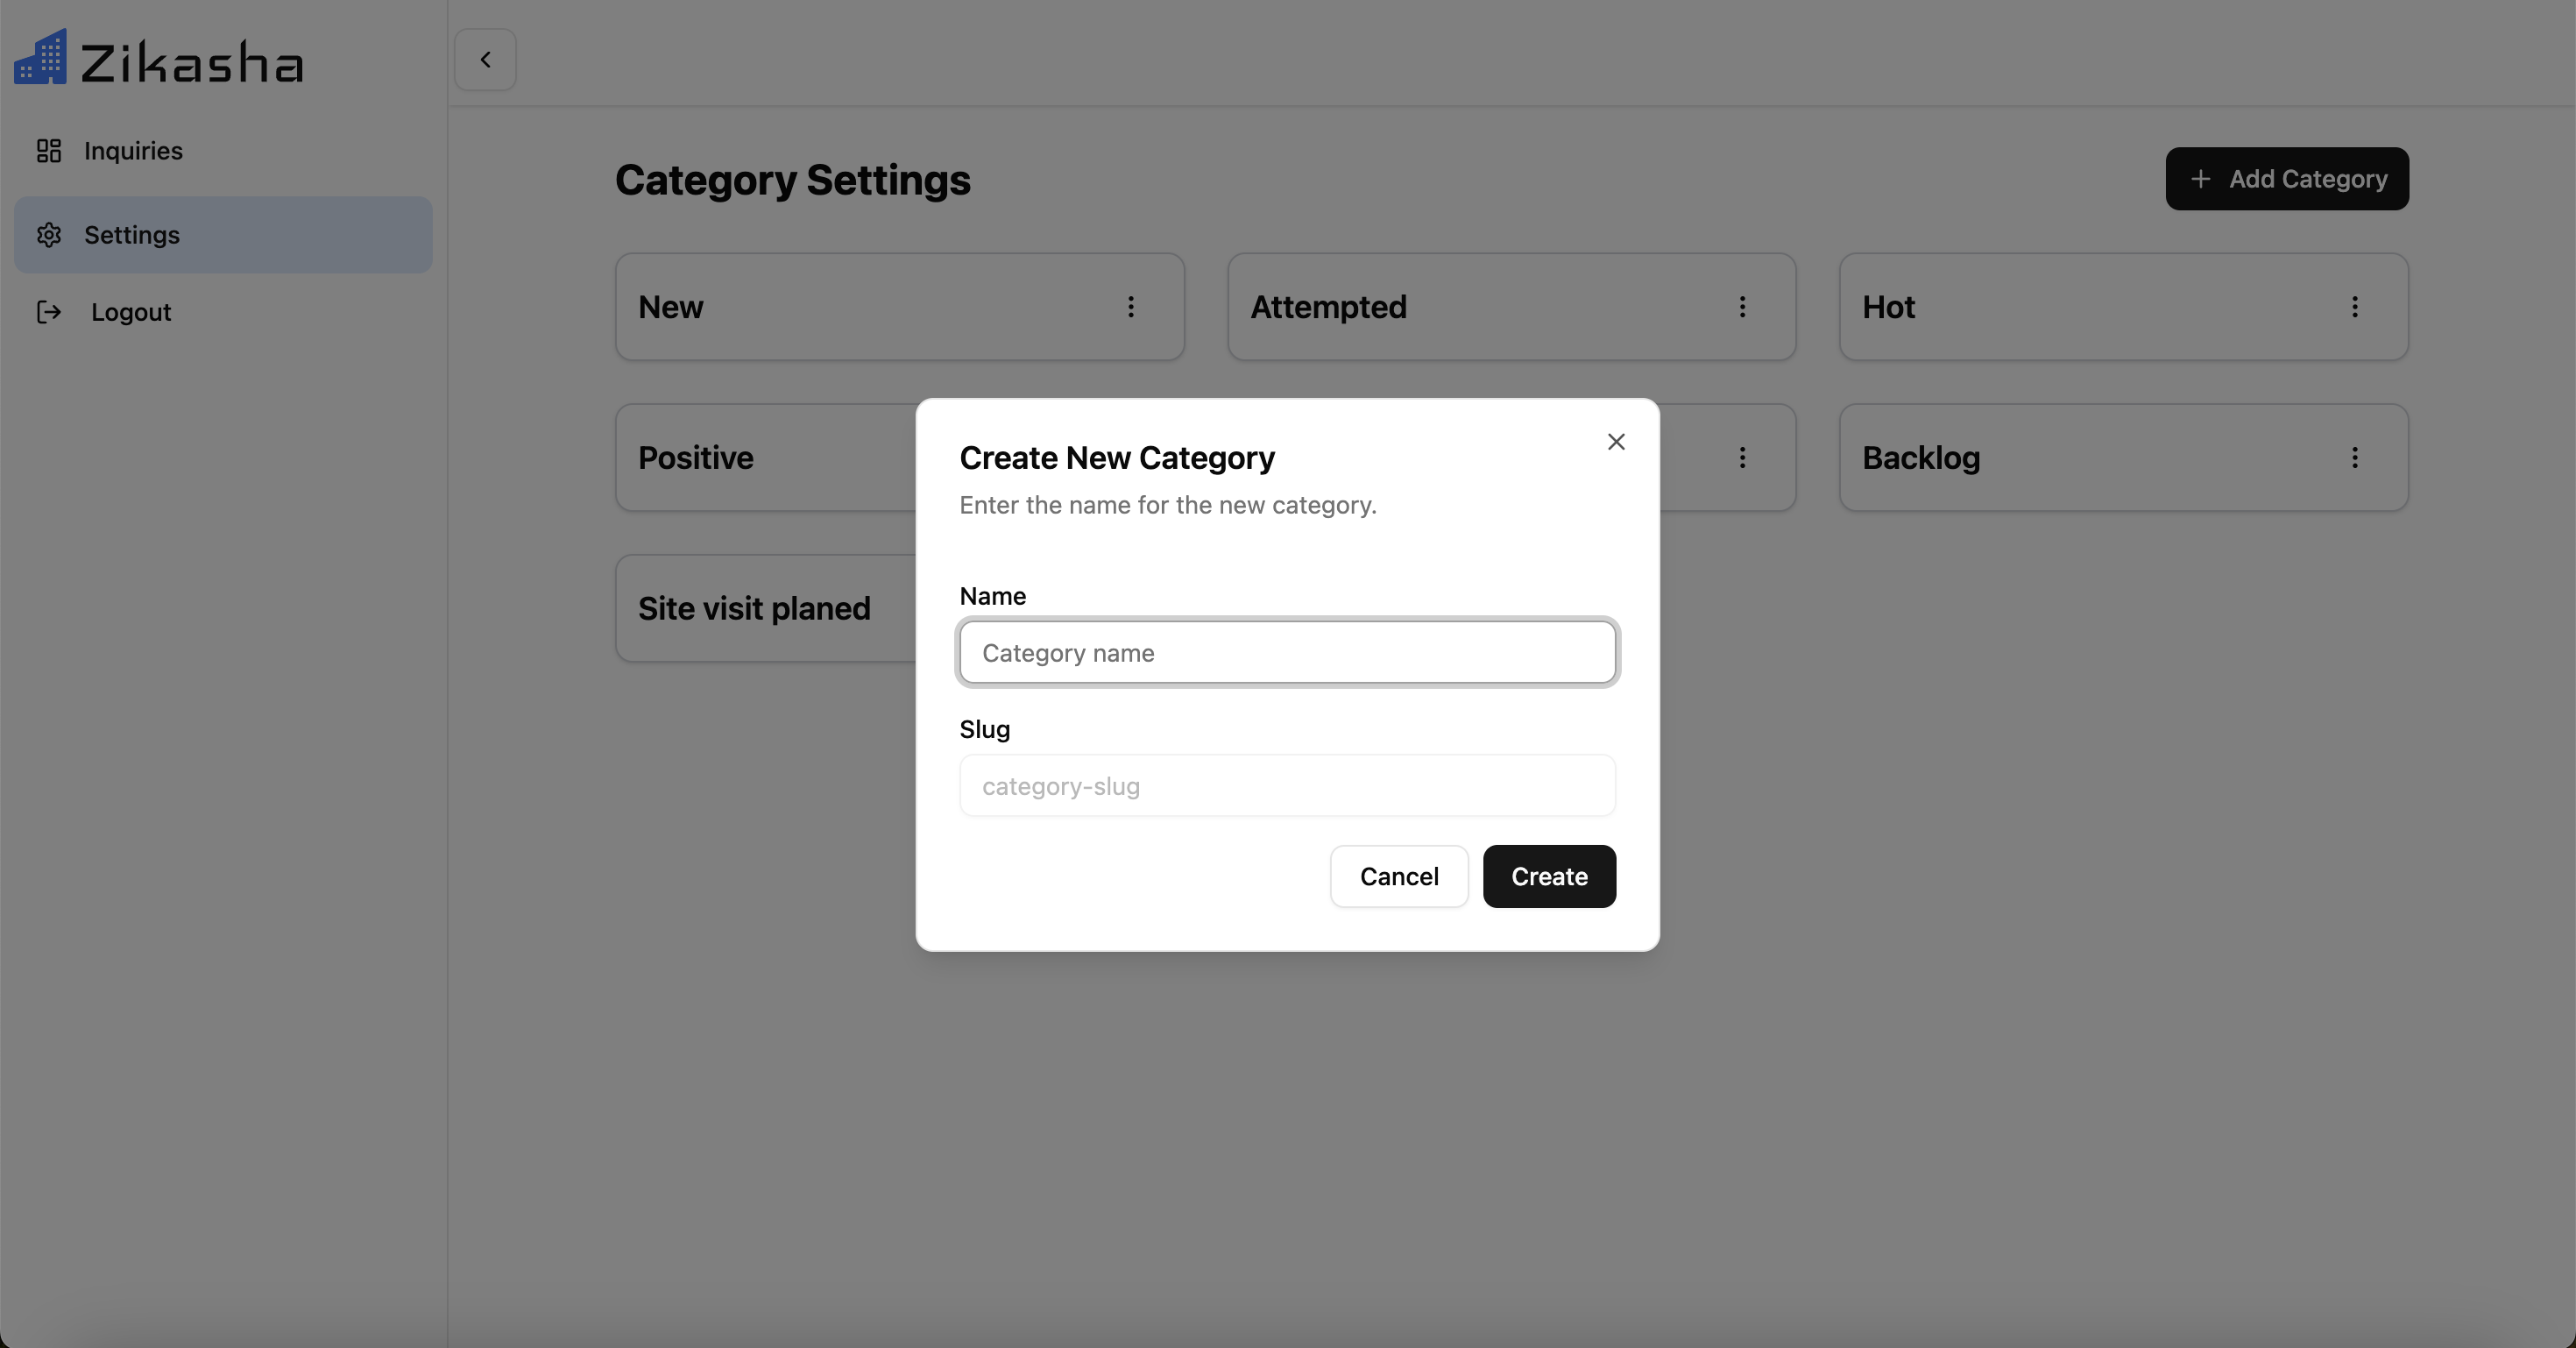 Zikasha
Inquiries
Settings
Logout
Category Settings
+ Add Category
New
Attempted
Hot
Positive
Backlog
Site visit planed
Create New Category
Enter the name for the new category.
Name
Category name
Slug
category-slug
Cancel
Create